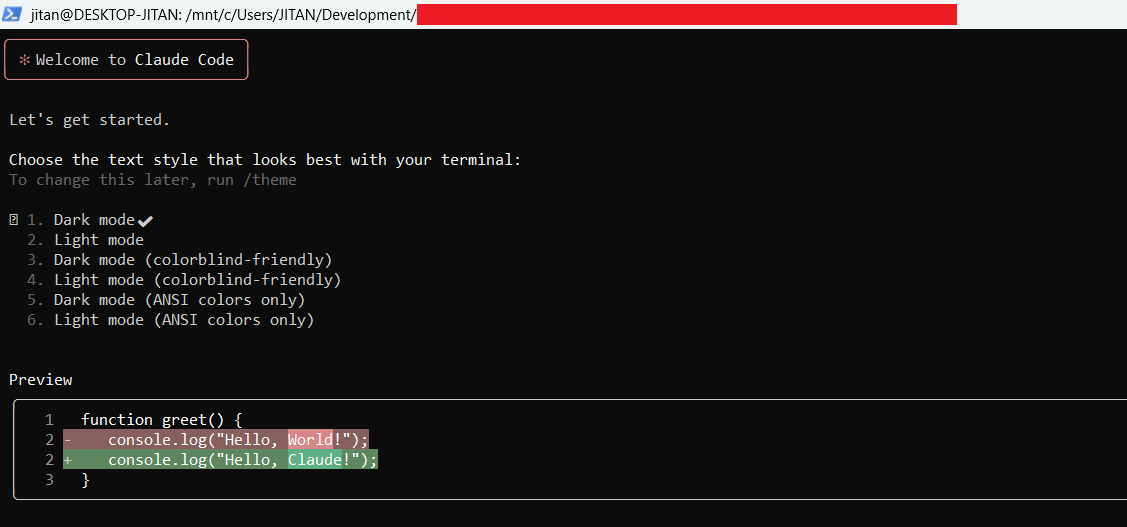 jitan@DESKTOP-JITAN: /mnt/c/Users/JITAN/Development/
* Welcome to Claude Code
Let's get started.
Choose the text style that looks best with your terminal:
To change this later, run /theme
1. Dark mode✔
2. Light mode
3. Dark mode (colorblind-friendly)
4. Light mode (colorblind-friendly)
5. Dark mode (ANSI colors only)
6. Light mode (ANSI colors only)
Preview
1 function greet() {
2 - console.log("Hello, World!");
2 + console.log("Hello, Claude!");
3 }